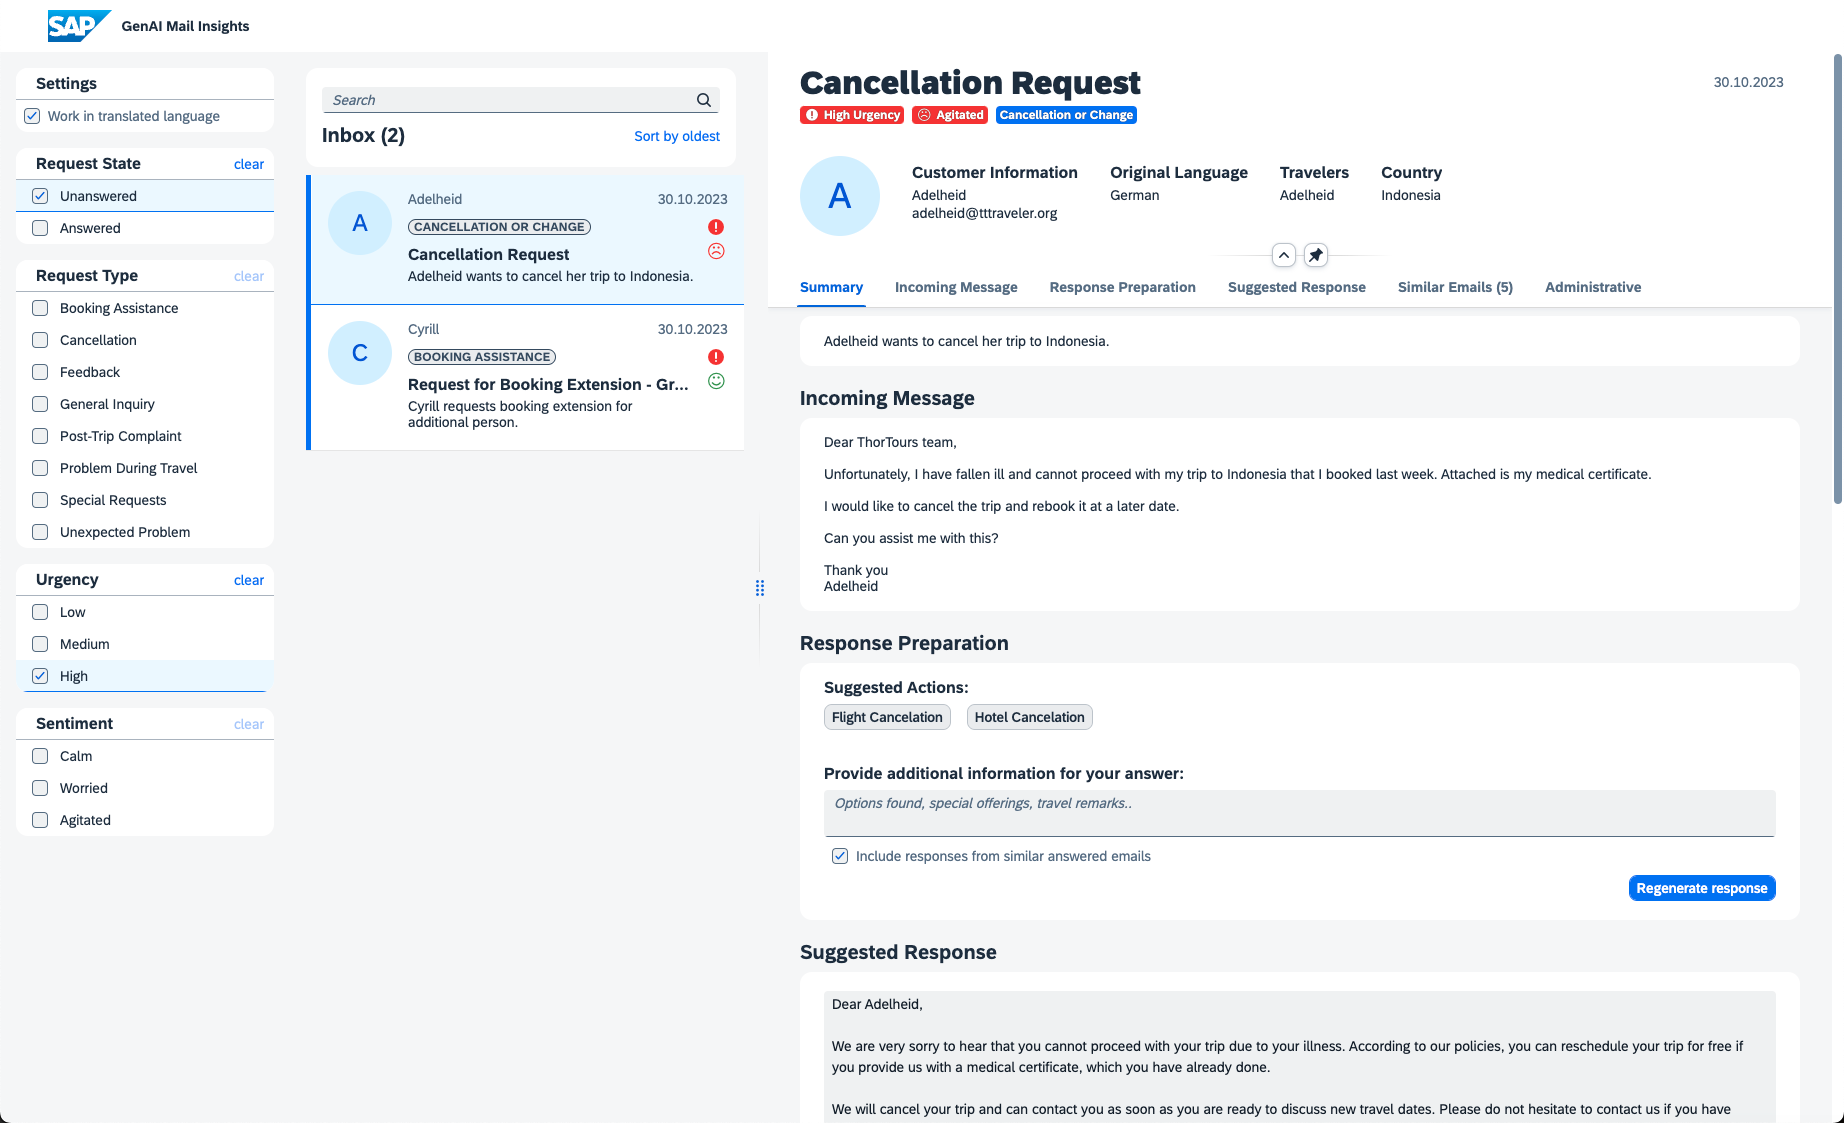 SAP GenAI Mail Insights
Settings
Work in translated language
Request State clear
Unanswered
Answered
Request Type clear
Booking Assistance
Cancellation
Feedback
General Inquiry
Post-Trip Complaint
Problem During Travel
Special Requests
Unexpected Problem
Urgency clear
Low
Medium
High
Sentiment clear
Calm
Worried
Agitated
Search
Inbox (2) Sort by oldest
A
Adelheid 30.10.2023
CANCELLATION OR CHANGE
Cancellation Request
Adelheid wants to cancel her trip to Indonesia.
C
Cyrill 30.10.2023
BOOKING ASSISTANCE
Request for Booking Extension - Gr...
Cyrill requests booking extension for
additional person.
Cancellation Request 30.10.2023
High Urgency Agitated Cancellation or Change
A
Customer Information Original Language Travelers Country
Adelheid German Adelheid Indonesia
adelheid@tttraveler.org
Summary Incoming Message Response Preparation Suggested Response Similar Emails (5) Administrative
Adelheid wants to cancel her trip to Indonesia.
Incoming Message
Dear ThorTours team,
Unfortunately, I have fallen ill and cannot proceed with my trip to Indonesia that I booked last week. Attached is my medical certificate.
I would like to cancel the trip and rebook it at a later date.
Can you assist me with this?
Thank you
Adelheid
Response Preparation
Suggested Actions:
Flight Cancelation Hotel Cancelation
Provide additional information for your answer:
Options found, special offerings, travel remarks..
Include responses from similar answered emails
Regenerate response
Suggested Response
Dear Adelheid,
We are very sorry to hear that you cannot proceed with your trip due to your illness. According to our policies, you can reschedule your trip for free if
you provide us with a medical certificate, which you have already done.
We will cancel your trip and can contact you as soon as you are ready to discuss new travel dates. Please do not hesitate to contact us if you have